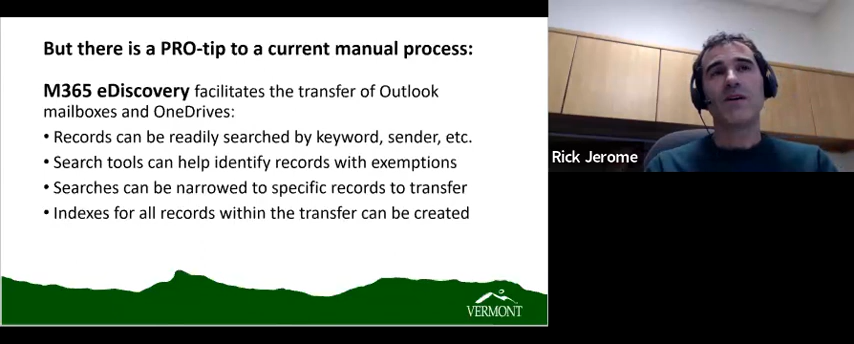 But there is a PRO-tip to a current manual process:
M365 eDiscovery facilitates the transfer of Outlook
mailboxes and OneDrives:
• Records can be readily searched by keyword, sender, etc.
• Search tools can help identify records with exemptions
• Searches can be narrowed to specific records to transfer
• Indexes for all records within the transfer can be created
VERMONT
Rick Jerome